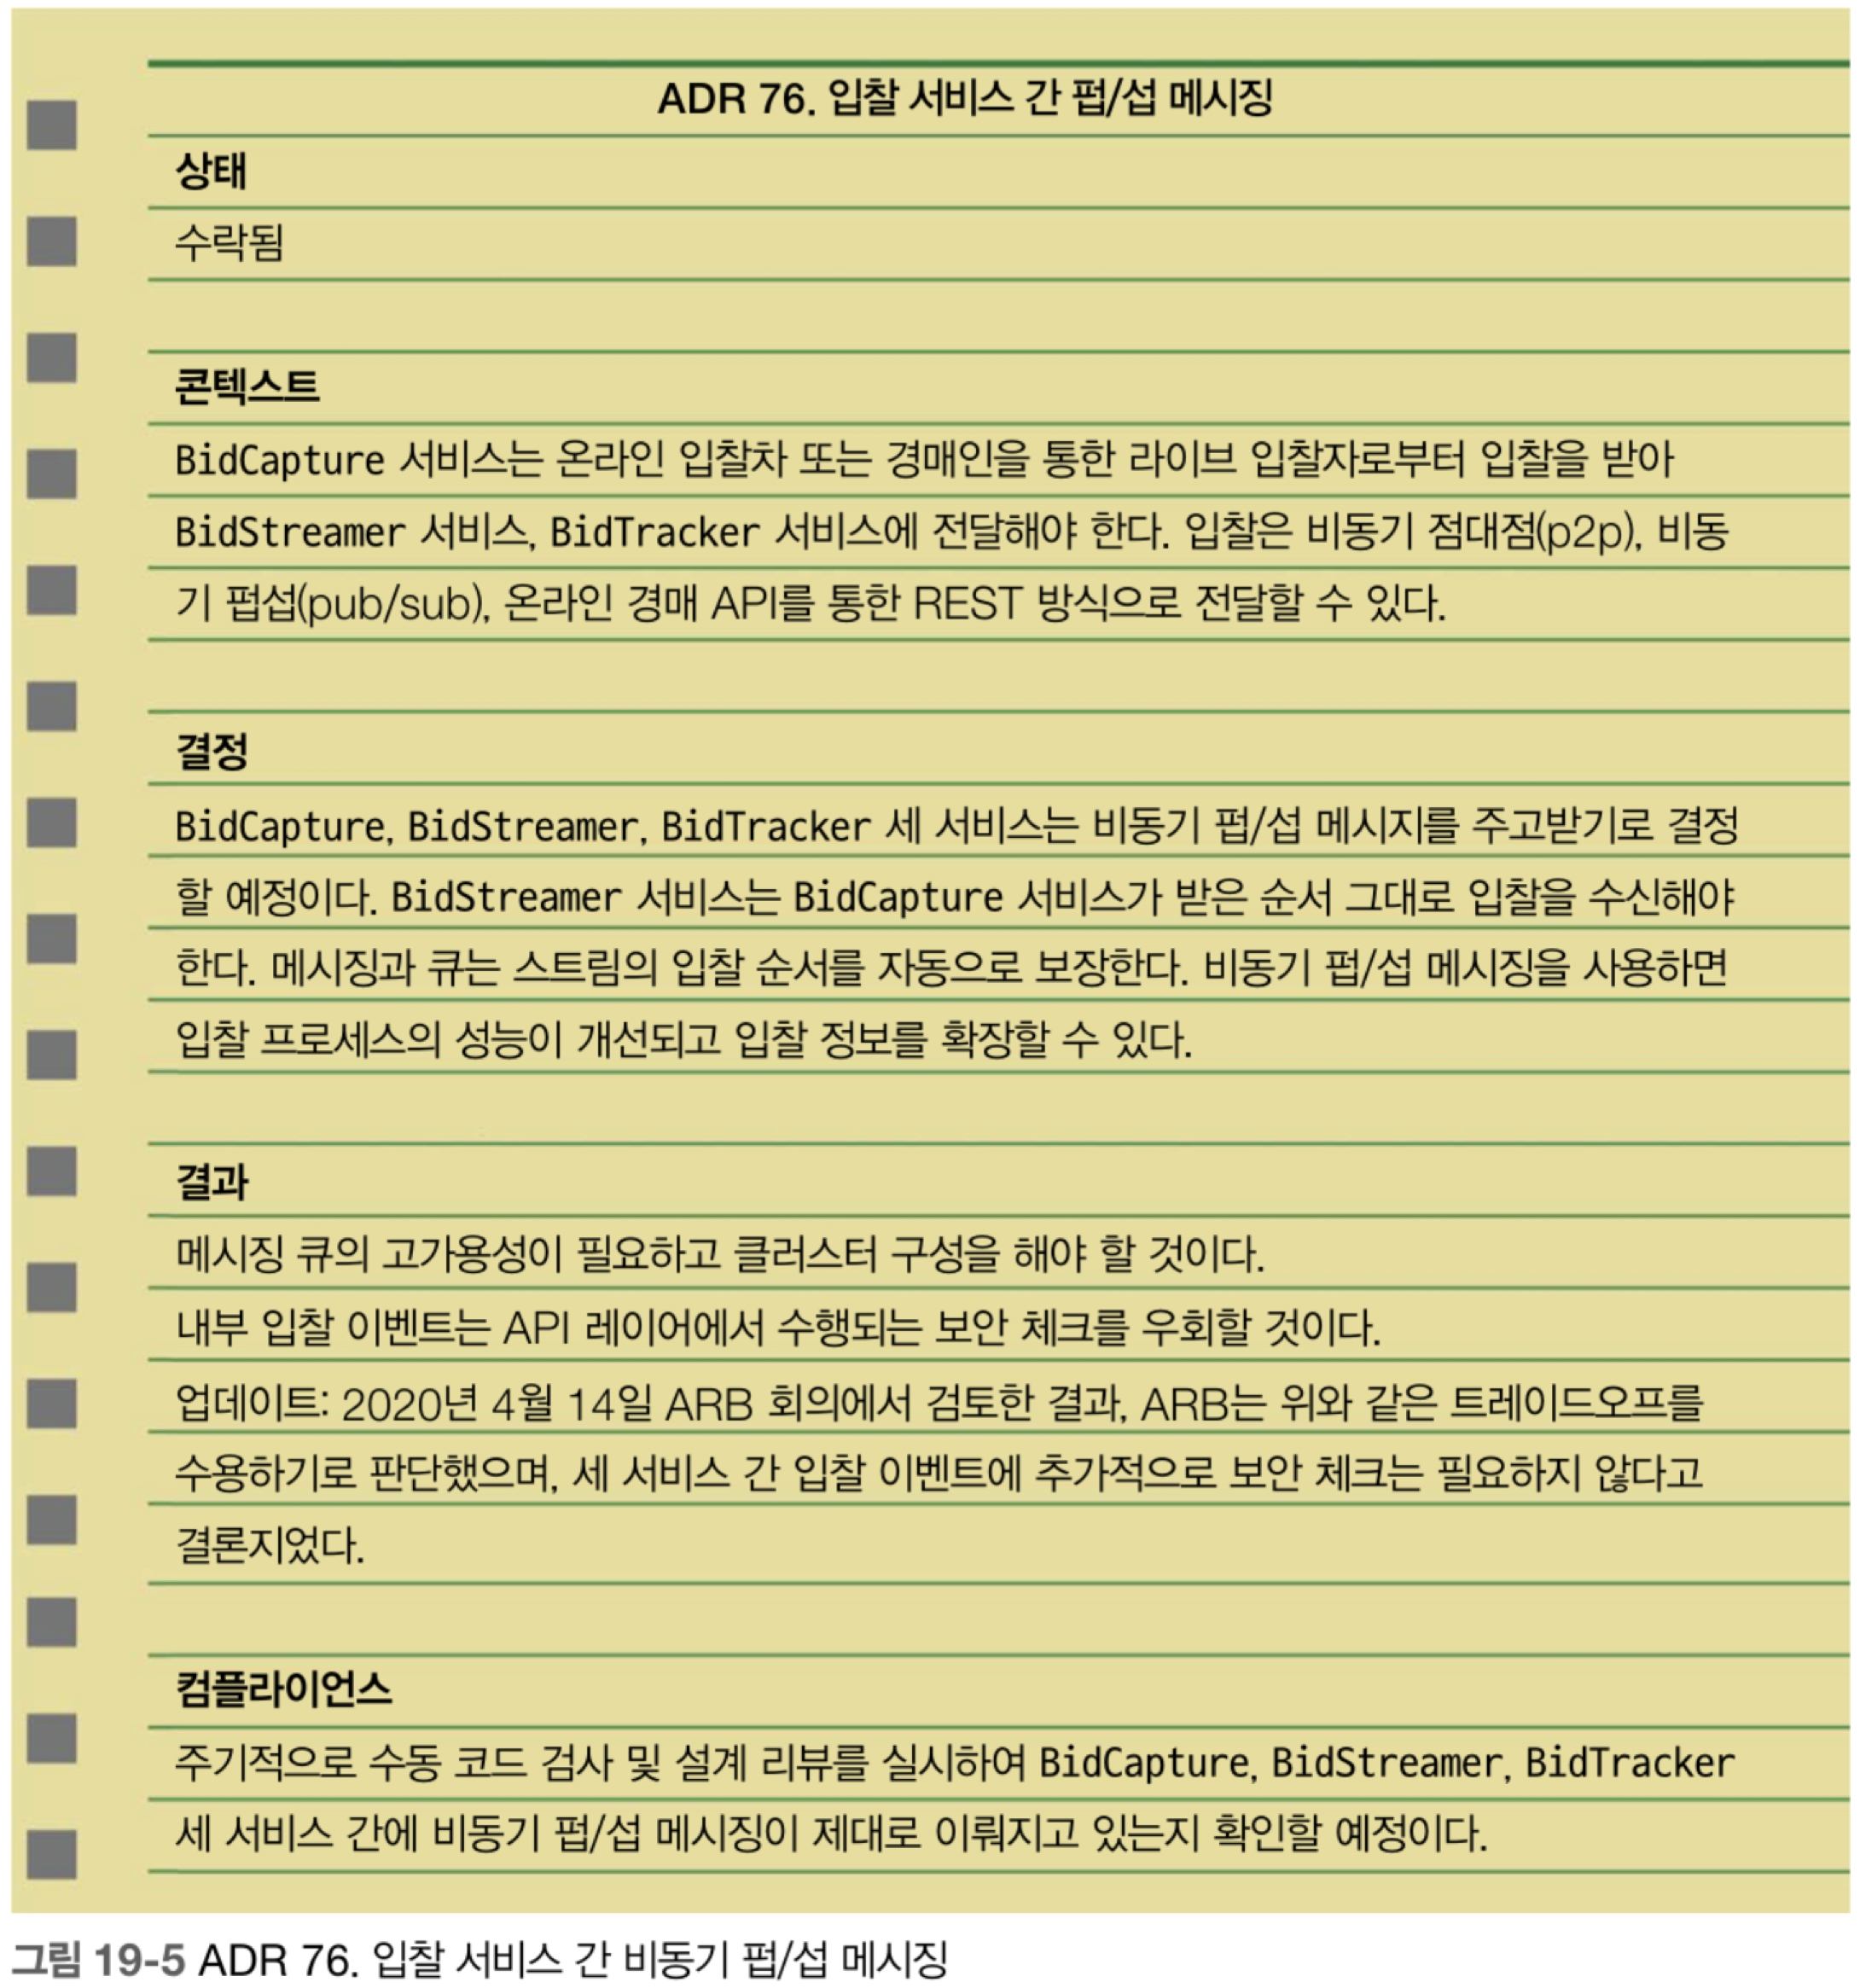 ADR 76. 입찰 서비스 간 펍/섭 메시징
상태
수락됨
콘텍스트
BidCapture 서비스는 온라인 입찰차 또는 경매인을 통한 라이브 입찰자로부터 입찰을 받아
BidStreamer 서비스, BidTracker 서비스에 전달해야 한다. 입찰은 비동기 점대점(p2p), 비동
기 펍섭(pub/sub), 온라인 경매 API를 통한 REST 방식으로 전달할 수 있다.
결정
BidCapture, BidStreamer, BidTracker 세 서비스는 비동기 펍/섭 메시지를 주고받기로 결정
할 예정이다. BidStreamer 서비스는 BidCapture 서비스가 받은 순서 그대로 입찰을 수신해야
한다. 메시징과 큐는 스트림의 입찰 순서를 자동으로 보장한다. 비동기 펍/섭 메시징을 사용하면
입찰 프로세스의 성능이 개선되고 입찰 정보를 확장할 수 있다.
결과
메시징 큐의 고가용성이 필요하고 클러스터 구성을 해야 할 것이다.
내부 입찰 이벤트는 API 레이어에서 수행되는 보안 체크를 우회할 것이다.
업데이트: 2020년 4월 14일 ARB 회의에서 검토한 결과, ARB는 위와 같은 트레이드오프를
수용하기로 판단했으며, 세 서비스 간 입찰 이벤트에 추가적으로 보안 체크는 필요하지 않다고
결론지었다.
컴플라이언스
주기적으로 수동 코드 검사 및 설계 리뷰를 실시하여 BidCapture, BidStreamer, BidTracker
세 서비스 간에 비동기 펍/섭 메시징이 제대로 이뤄지고 있는지 확인할 예정이다.
그림 19-5 ADR 76. 입찰 서비스 간 비동기 펍/섭 메시징